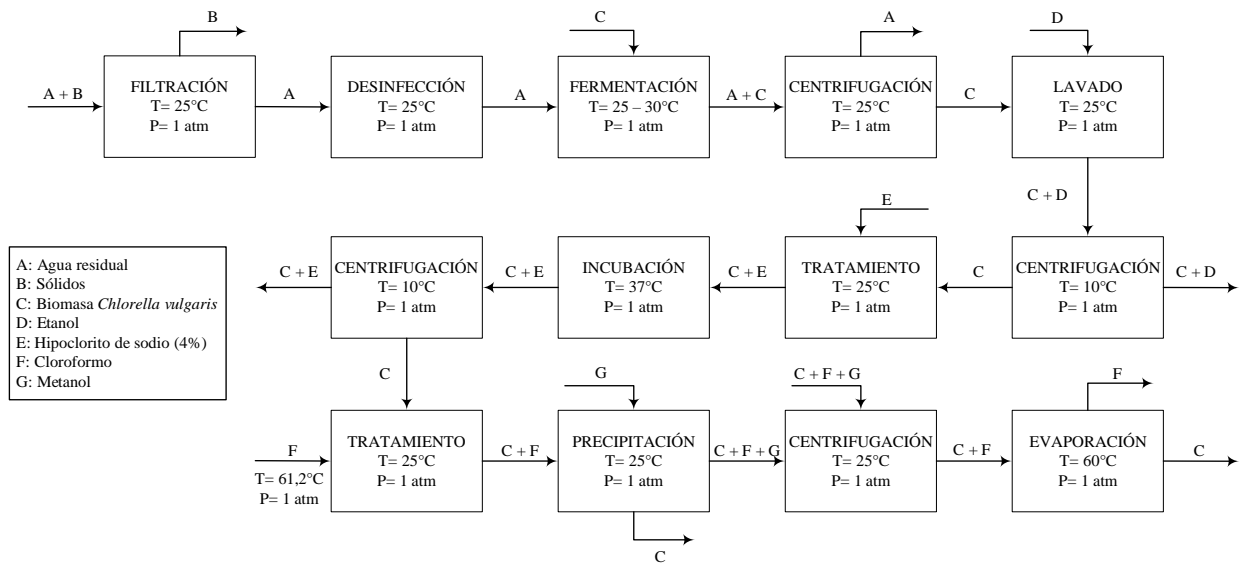 B
A + B
FILTRACIÓN
T= 25°C
P= 1 atm
A
DESINFECCIÓN
T= 25°C
P= 1 atm
A
C
FERMENTACIÓN
T= 25 – 30°C
P= 1 atm
A + C
A
CENTRIFUGACIÓN
T= 25°C
P= 1 atm
C
D
LAVADO
T= 25°C
P= 1 atm
C + D
A: Agua residual
B: Sólidos
C: Biomasa Chlorella vulgaris
D: Etanol
E: Hipoclorito de sodio (4%)
F: Cloroformo
G: Metanol
C + E
CENTRIFUGACIÓN
T= 10°C
P= 1 atm
C + E
INCUBACIÓN
T= 37°C
P= 1 atm
C + E
E
TRATAMIENTO
T= 25°C
P= 1 atm
C
CENTRIFUGACIÓN
T= 10°C
P= 1 atm
C + D
C
F
T= 61,2°C
P= 1 atm
TRATAMIENTO
T= 25°C
P= 1 atm
C + F
G
PRECIPITACIÓN
T= 25°C
P= 1 atm
C
C + F + G
C + F + G
CENTRIFUGACIÓN
T= 25°C
P= 1 atm
C + F
F
EVAPORACIÓN
T= 60°C
P= 1 atm
C